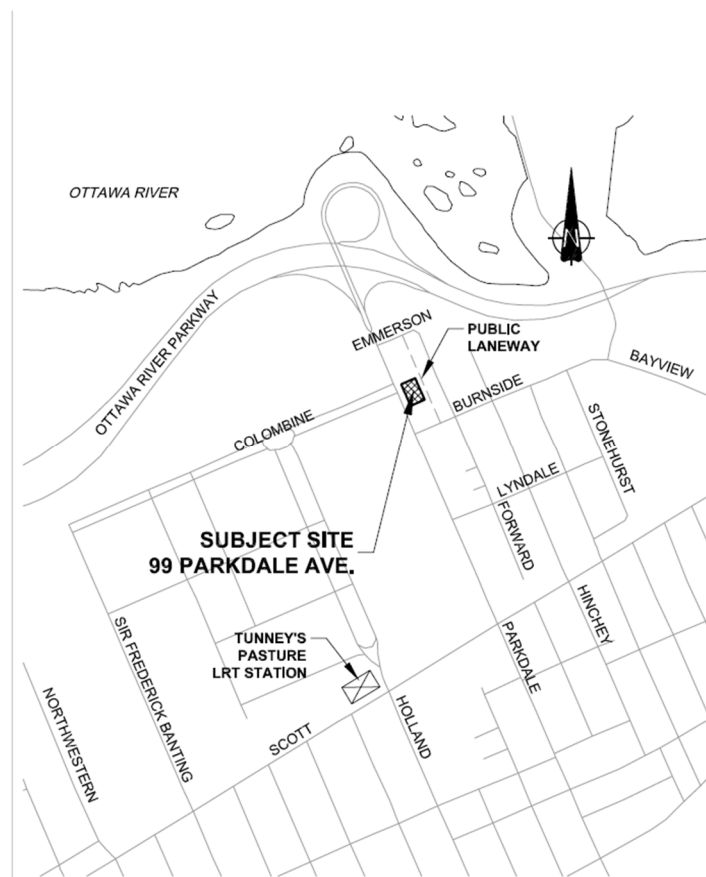 OTTAWA RIVER
N
OTTAWA RIVER PARKWAY
EMMERSON
PUBLIC
LANEWAY
BAYVIEW
BURNSIDE
COLOMBINE
STONEHURST
LYNDALE
FORWARD
SUBJECT SITE
99 PARKDALE AVE.
HINCHEY
SIR FREDERICK BANTING
PARKDALE
TUNNEY'S
PASTURE
LRT STATION
NORTHWESTERN
HOLLAND
SCOTT